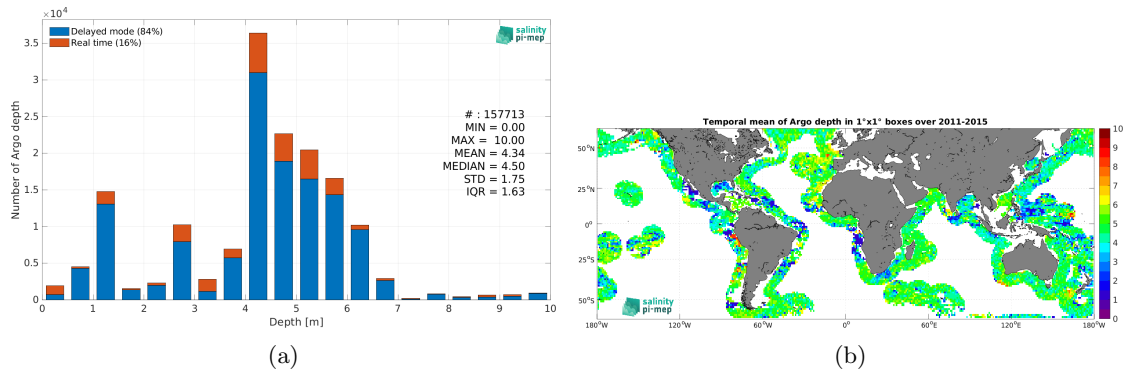 ×10⁴
Delayed mode (84%)
Real time (16%)
salinity
pi-mep
3.5
3
2.5
2
1.5
1
0.5
0
Number of Argo depth
# : 157713
MIN = 0.00
MAX = 10.00
MEAN = 4.34
MEDIAN = 4.50
STD = 1.75
IQR = 1.63
0 1 2 3 4 5 6 7 8 9 10
Depth [m]
(a)
Temporal mean of Argo depth in 1°x1° boxes over 2011-2015
50°N
25°N
0°
25°S
50°S
salinity
pi-mep
180°W 120°W 60°W 0° 60°E 120°E 180°W
10
9
8
7
6
5
4
3
2
1
0
(b)